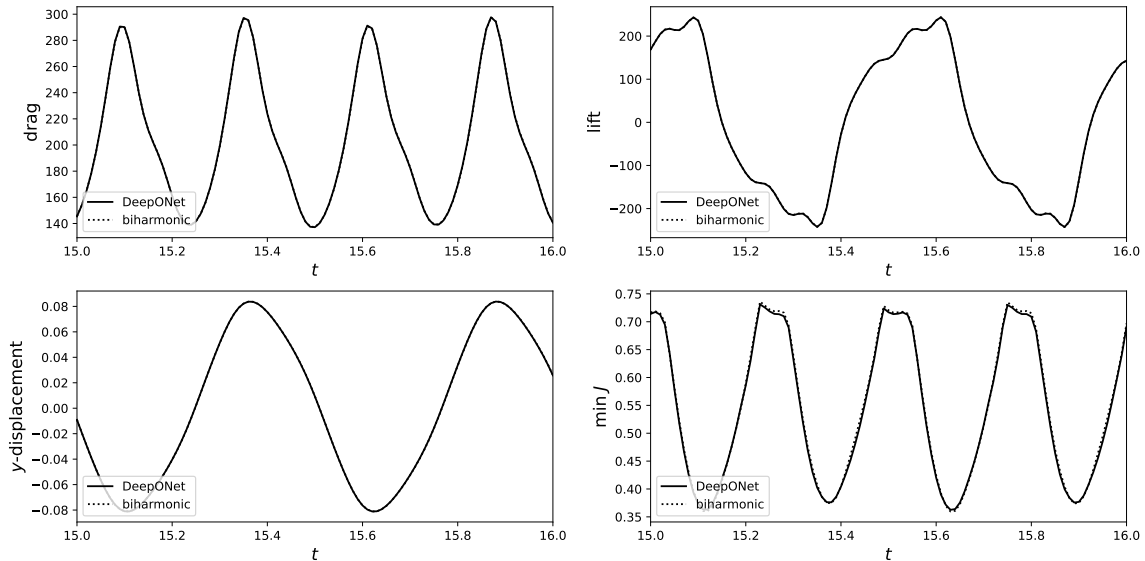 300
280
260
240
220
200
180
160
140
drag
DeepONet
biharmonic
15.0 15.2 15.4 15.6 15.8 16.0
t
200
100
0
−100
−200
lift
DeepONet
biharmonic
15.0 15.2 15.4 15.6 15.8 16.0
t
0.08
0.06
0.04
0.02
0.00
−0.02
−0.04
−0.06
−0.08
y-displacement
DeepONet
biharmonic
15.0 15.2 15.4 15.6 15.8 16.0
t
0.75
0.70
0.65
0.60
0.55
0.50
0.45
0.40
0.35
min J
DeepONet
biharmonic
15.0 15.2 15.4 15.6 15.8 16.0
t